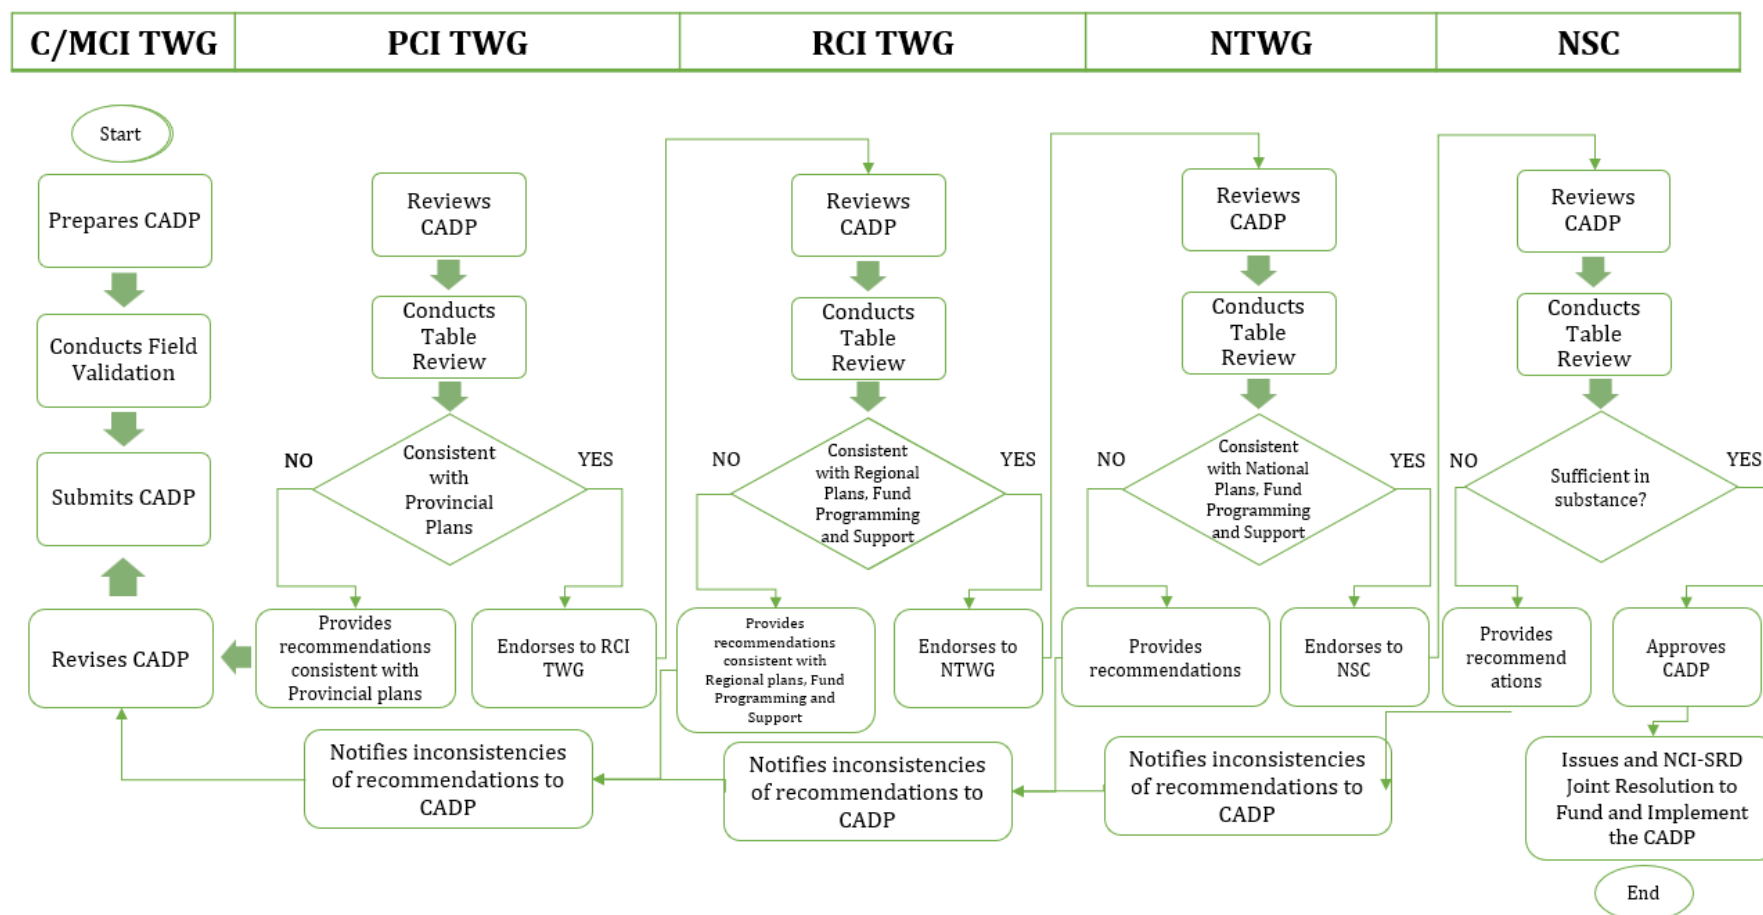 C/MCI TWG
PCI TWG
RCI TWG
NTWG
NSC
Start
Prepares CADP
Conducts Field
Validation
Submits CADP
Revises CADP
Reviews
CADP
Conducts
Table
Review
Consistent
with
Provincial
Plans
NO
YES
Provides
recommendations
consistent with
Provincial plans
Endorses to RCI
TWG
Notifies inconsistencies
of recommendations to
CADP
Reviews
CADP
Conducts
Table
Review
Consistent
with Regional
Plans, Fund
Programming
and Support
NO
YES
Provides
recommendations
consistent with
Regional plans, Fund
Programming and
Support
Endorses to
NTWG
Notifies inconsistencies
of recommendations to
CADP
Reviews
CADP
Conducts
Table
Review
Consistent
with National
Plans, Fund
Programming
and Support
NO
YES
Provides
recommendations
Endorses to
NSC
Notifies inconsistencies
of recommendations to
CADP
Reviews
CADP
Conducts
Table
Review
Sufficient in
substance?
NO
YES
Provides
recommend
ations
Approves
CADP
Issues and NCI-SRD
Joint Resolution to
Fund and Implement
the CADP
End